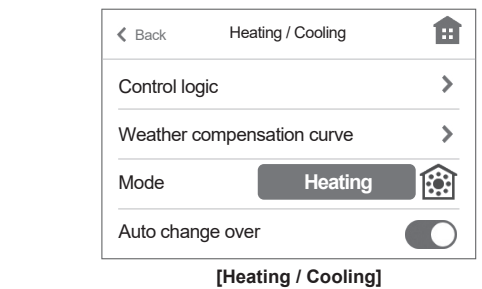 Back Heating / Cooling
Control logic
Weather compensation curve
Mode Heating
Auto change over
[Heating / Cooling]